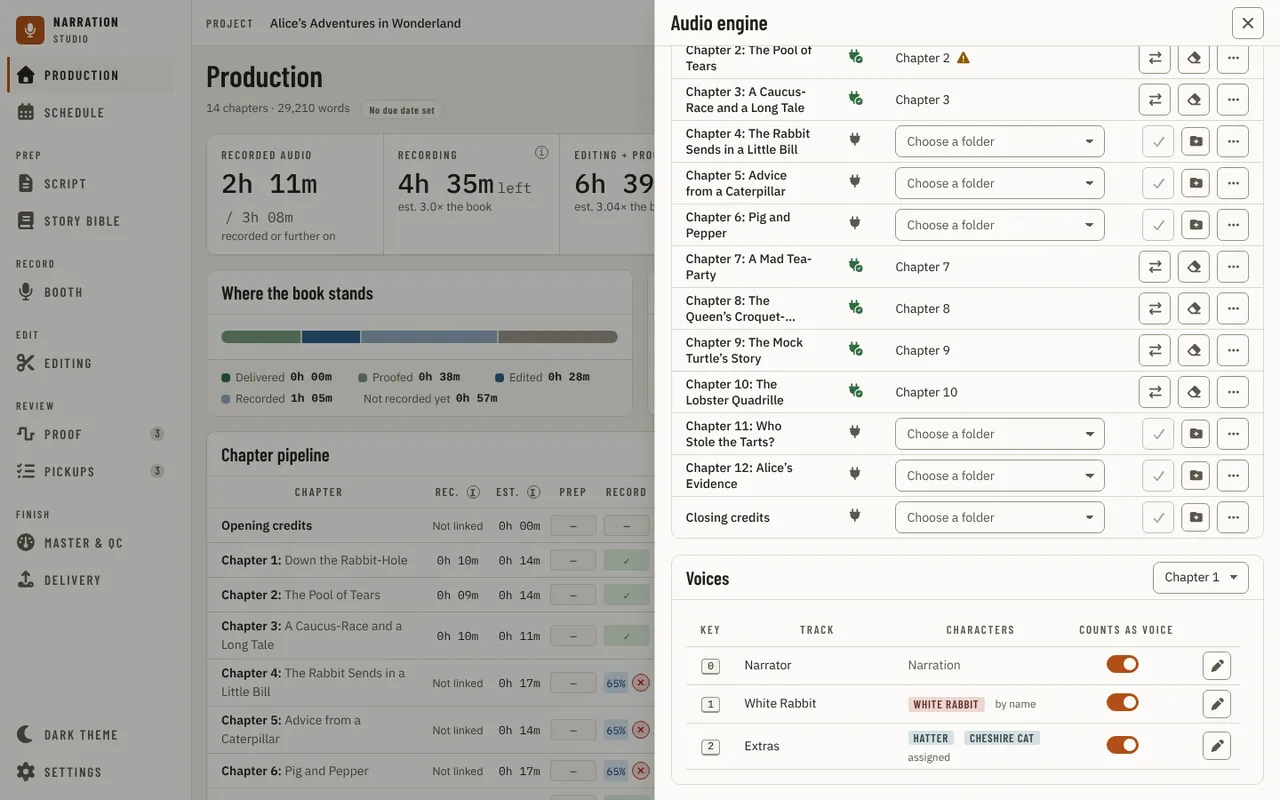 NARRATION
STUDIO
PRODUCTION
SCHEDULE
PREP
SCRIPT
STORY BIBLE
RECORD
BOOTH
EDIT
EDITING
REVIEW
PROOF 3
PICKUPS 3
FINISH
MASTER & QC
DELIVERY
DARK THEME
SETTINGS
PROJECT Alice's Adventures in Wonderland
Production
14 chapters · 29,210 words No due date set
RECORDED AUDIO
2h 11m
/ 3h 08m
recorded or further on
RECORDING
4h 35m left
est. 3.0× the book
EDITING + PRO
6h 39
est. 3.04× the b
Where the book stands
Delivered 0h 00m Proofed 0h 38m Edited 0h 28m
Recorded 1h 05m Not recorded yet 0h 57m
Chapter pipeline
CHAPTER REC. EST. PREP RECORD
Opening credits Not linked 0h 00m – –
Chapter 1: Down the Rabbit-Hole 0h 10m 0h 14m – ✓
Chapter 2: The Pool of Tears 0h 09m 0h 14m – ✓
Chapter 3: A Caucus-Race and a
Long Tale 0h 10m 0h 11m – ✓
Chapter 4: The Rabbit Sends in a
Little Bill Not linked 0h 17m – 65%
Chapter 5: Advice from a
Caterpillar Not linked 0h 14m – 65%
Chapter 6: Pig and Pepper Not linked 0h 17m – 65%
Audio engine
Chapter 2: The Pool of
Tears
Chapter 2
Chapter 3: A Caucus-
Race and a Long Tale
Chapter 3
Chapter 4: The Rabbit
Sends in a Little Bill
Choose a folder
Chapter 5: Advice
from a Caterpillar
Choose a folder
Chapter 6: Pig and
Pepper
Choose a folder
Chapter 7: A Mad Tea-
Party
Chapter 7
Chapter 8: The
Queen's Croquet-...
Chapter 8
Chapter 9: The Mock
Turtle's Story
Chapter 9
Chapter 10: The
Lobster Quadrille
Chapter 10
Chapter 11: Who
Stole the Tarts?
Choose a folder
Chapter 12: Alice's
Evidence
Choose a folder
Closing credits
Choose a folder
Voices Chapter 1
KEY TRACK CHARACTERS COUNTS AS VOICE
0 Narrator Narration
1 White Rabbit WHITE RABBIT by name
2 Extras HATTER CHESHIRE CAT
assigned